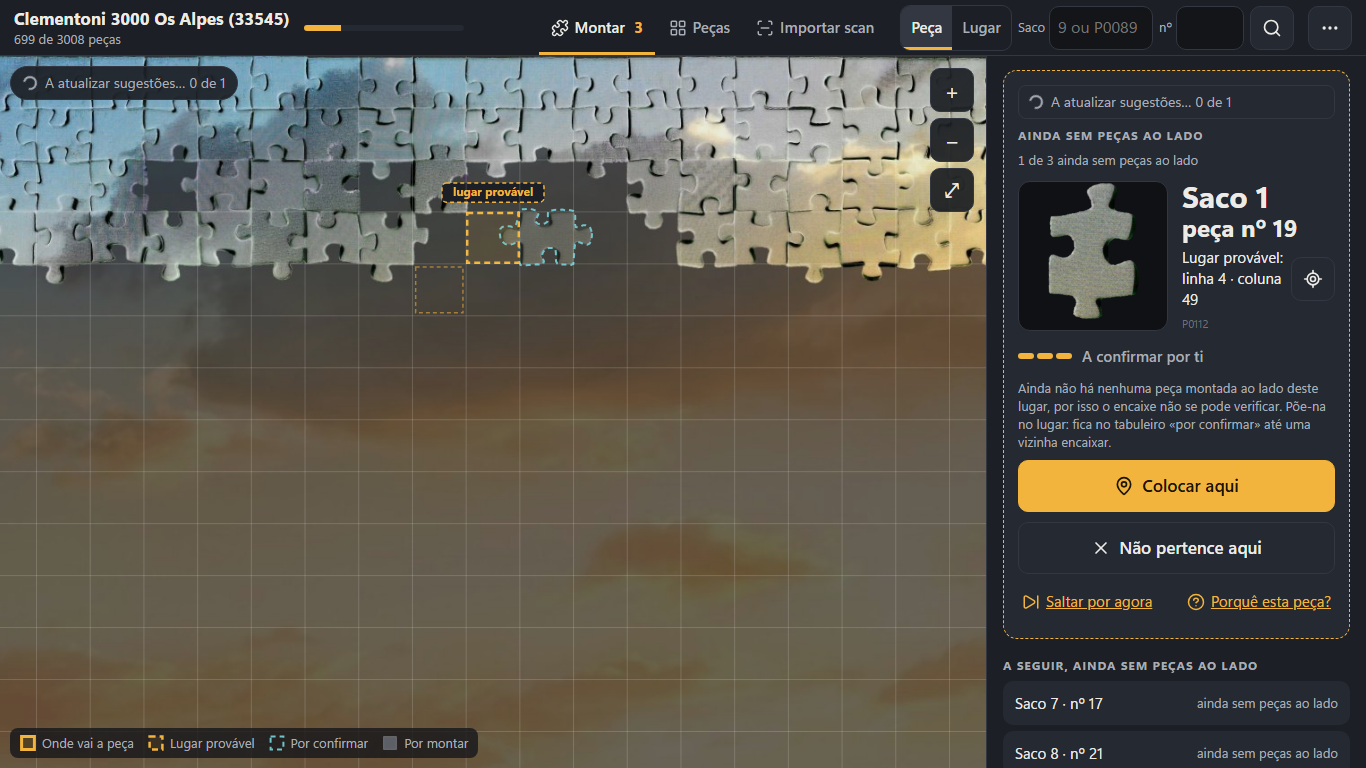 Clementoni 3000 Os Alpes (33545)
699 de 3008 peças
Montar 3
Peças
Importar scan
Peça
Lugar
Saco
9 ou P0089
nº
A atualizar sugestões... 0 de 1
lugar provável
Onde vai a peça
Lugar provável
Por confirmar
Por montar
A atualizar sugestões... 0 de 1
AINDA SEM PEÇAS AO LADO
1 de 3 ainda sem peças ao lado
Saco 1
peça nº 19
Lugar provável:
linha 4 · coluna
49
P0112
A confirmar por ti
Ainda não há nenhuma peça montada ao lado deste
lugar, por isso o encaixe não se pode verificar. Põe-na
no lugar: fica no tabuleiro «por confirmar» até uma
vizinha encaixar.
Colocar aqui
Não pertence aqui
Saltar por agora
Porquê esta peça?
A SEGUIR, AINDA SEM PEÇAS AO LADO
Saco 7 · nº 17
ainda sem peças ao lado
Saco 8 · nº 21
ainda sem peças ao lado